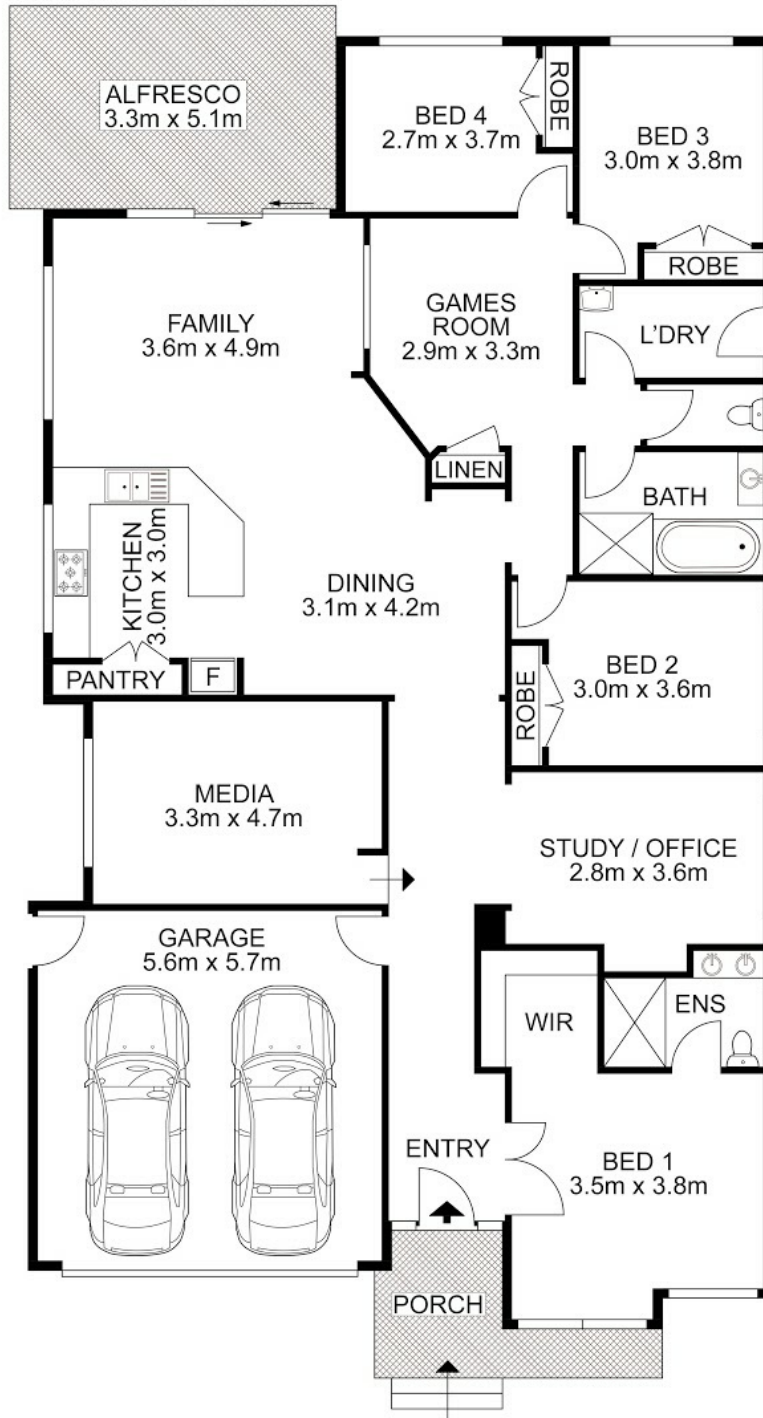 ALFRESCO
3.3m x 5.1m
BED 4
2.7m x 3.7m
ROBE
BED 3
3.0m x 3.8m
ROBE
FAMILY
3.6m x 4.9m
GAMES
ROOM
2.9m x 3.3m
L'DRY
LINEN
BATH
KITCHEN
3.0m x 3.0m
DINING
3.1m x 4.2m
PANTRY
F
ROBE
BED 2
3.0m x 3.6m
MEDIA
3.3m x 4.7m
STUDY / OFFICE
2.8m x 3.6m
GARAGE
5.6m x 5.7m
WIR
ENS
ENTRY
BED 1
3.5m x 3.8m
PORCH